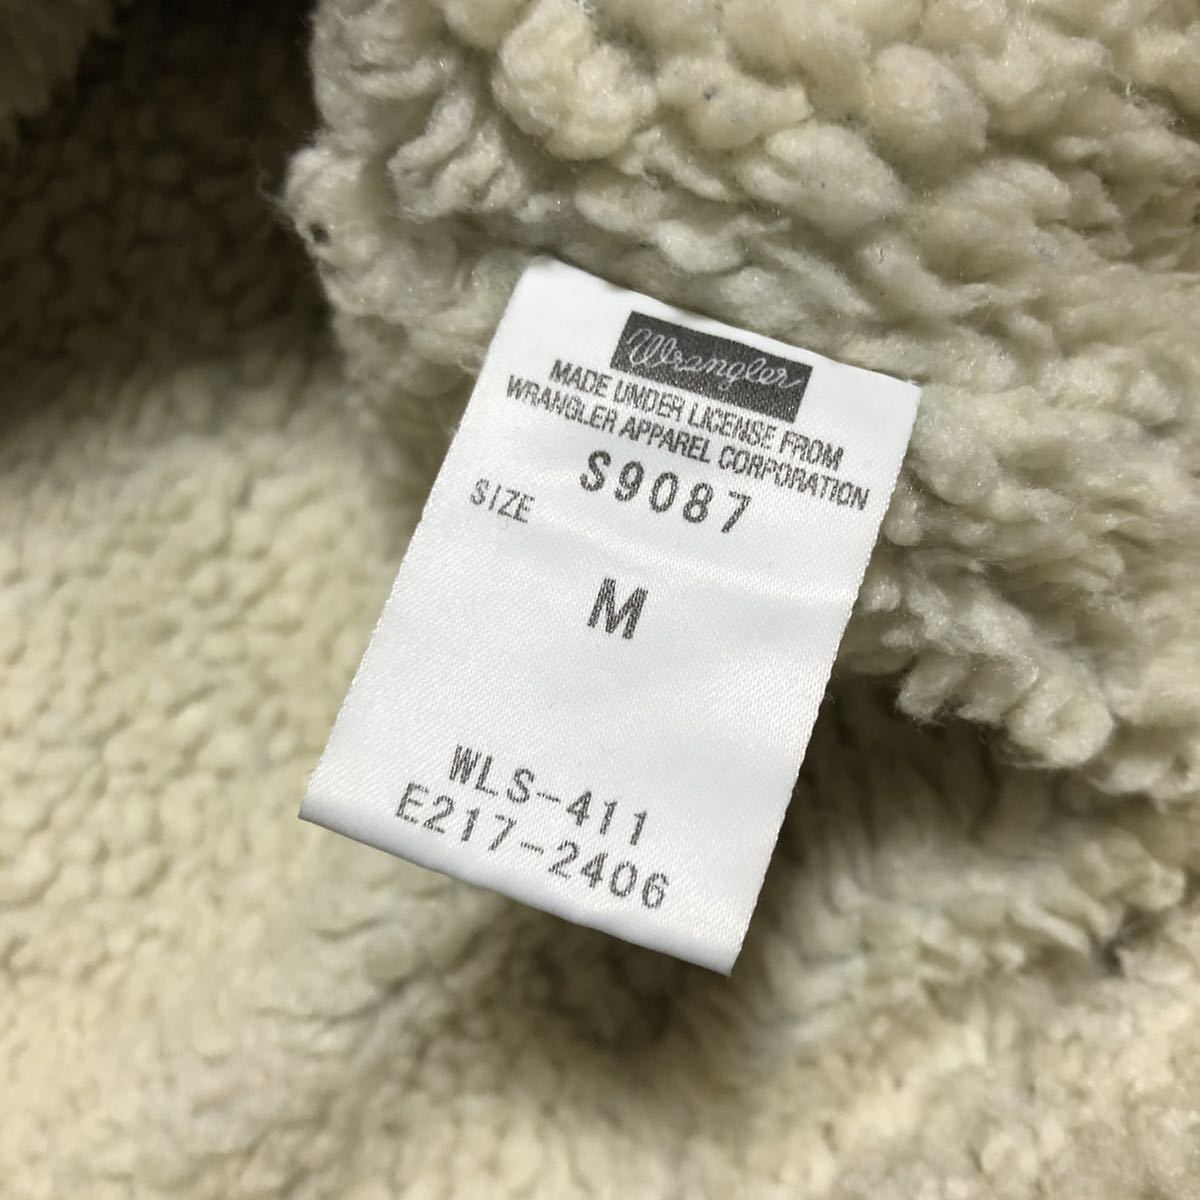 Wrangler
MADE UNDER LICENSE FROM
WRANGLER APPAREL CORPORATION
S9087
SIZE
M
WLS-411
E217-2406